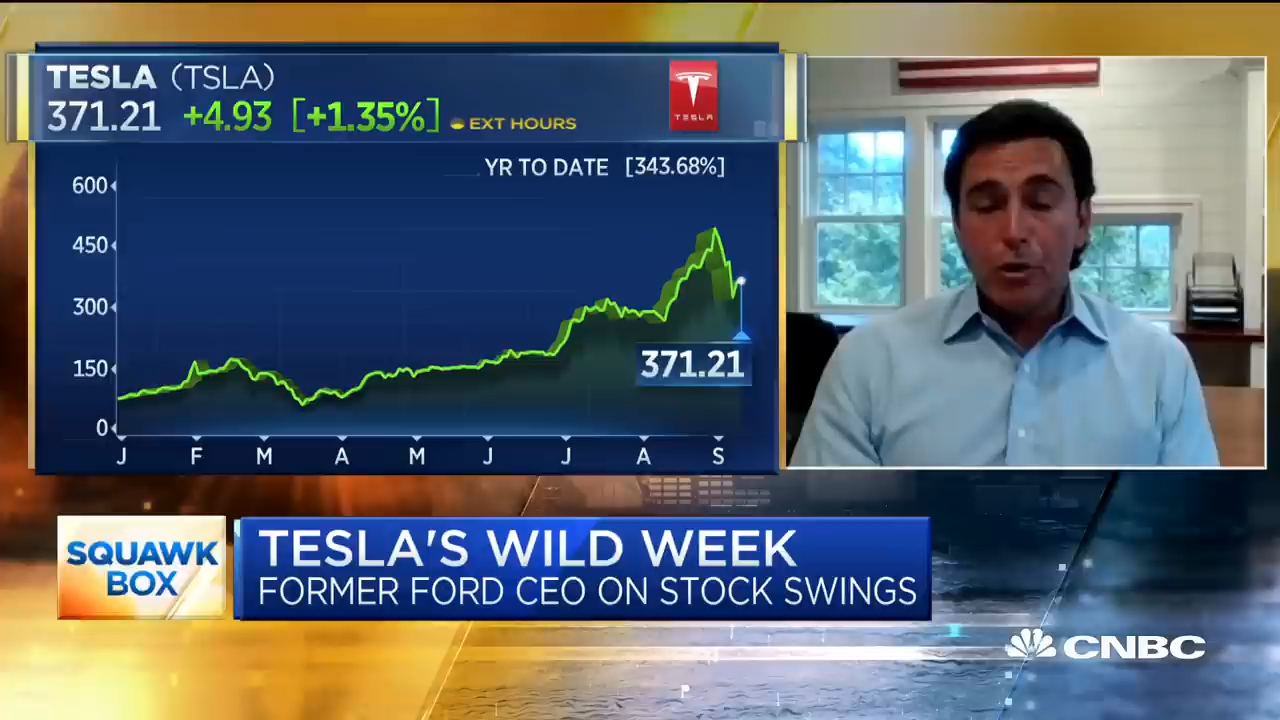 TESLA (TSLA)
371.21 +4.93 [+1.35%] EXT HOURS
TESLA
YR TO DATE [343.68%]
600
450
300
150
0
371.21
J F M A M J J A S
SQUAWK
BOX
TESLA'S WILD WEEK
FORMER FORD CEO ON STOCK SWINGS
CNBC